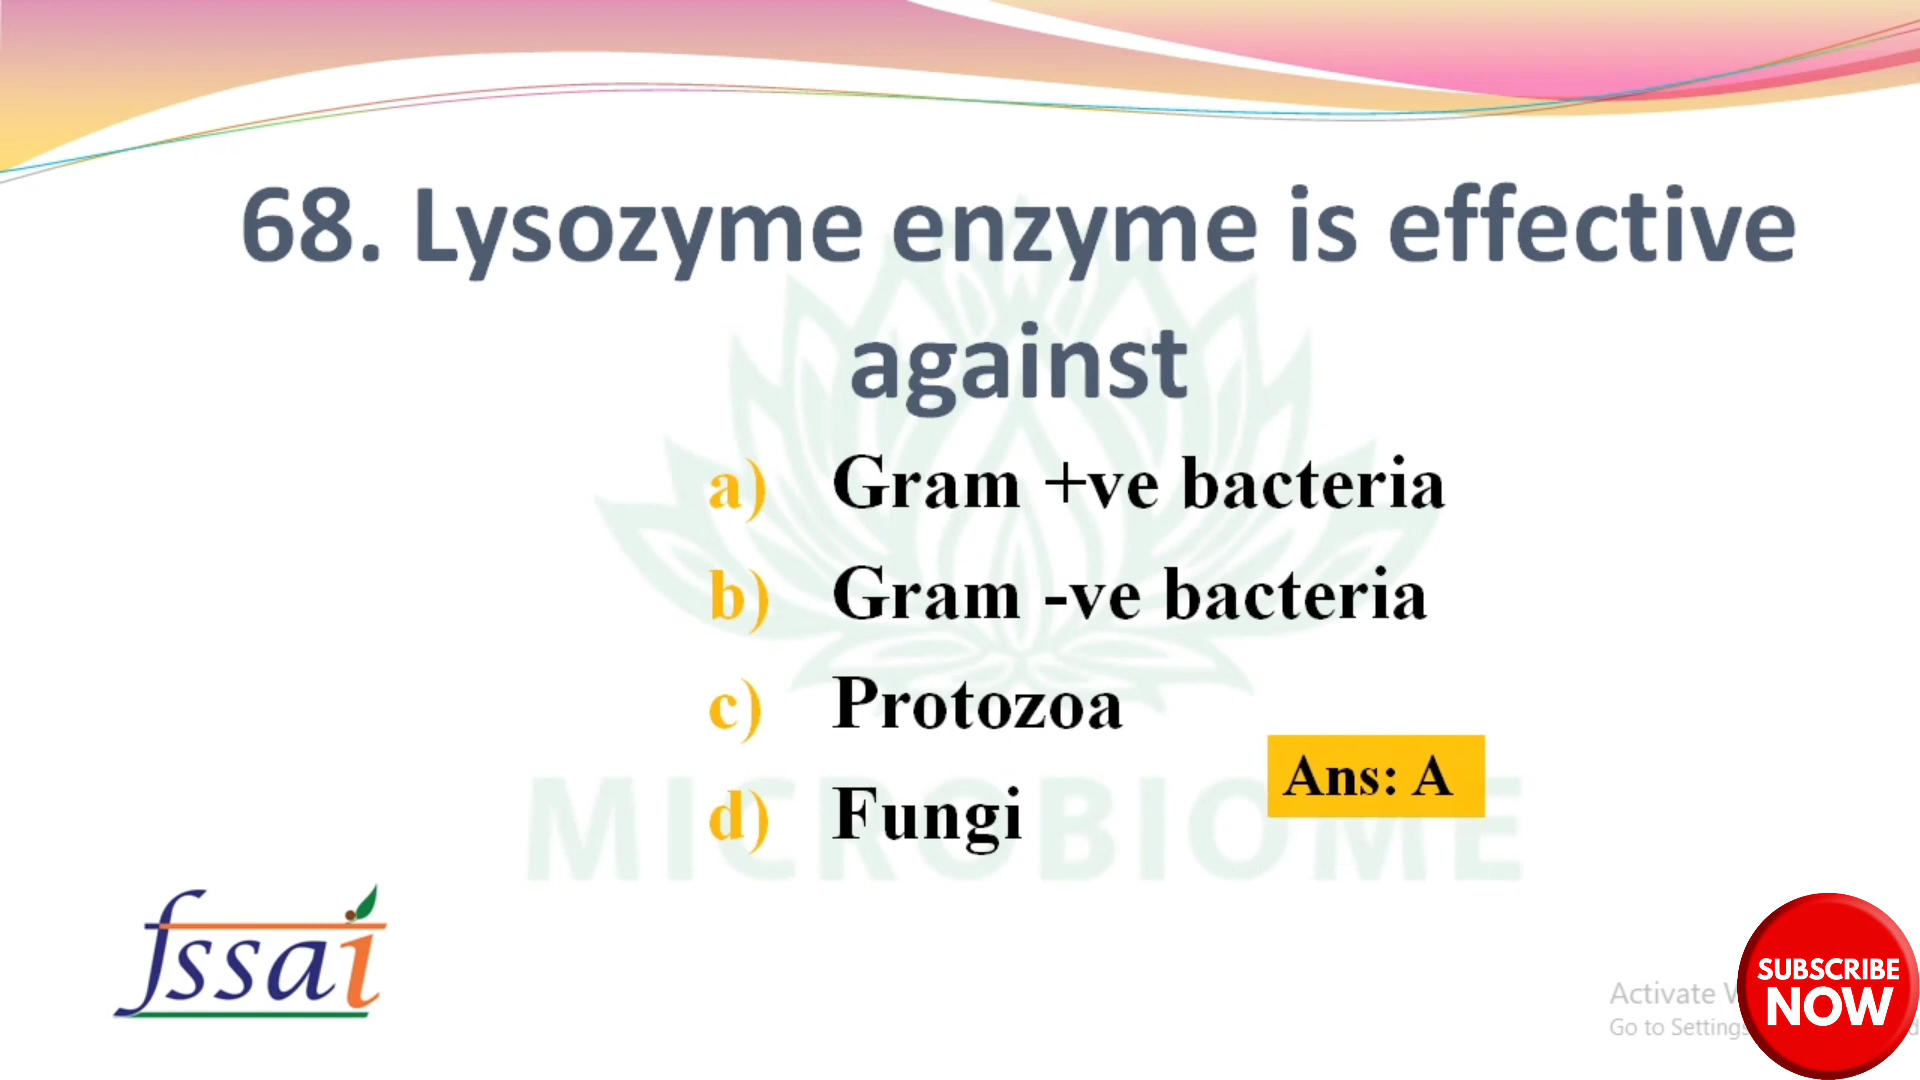 68. Lysozyme enzyme is effective
against
a) Gram +ve bacteria
b) Gram -ve bacteria
c) Protozoa
Ans: A
d) Fungi
MICROBIOME
fssai
SUBSCRIBE
NOW
Activate
Go to Settings